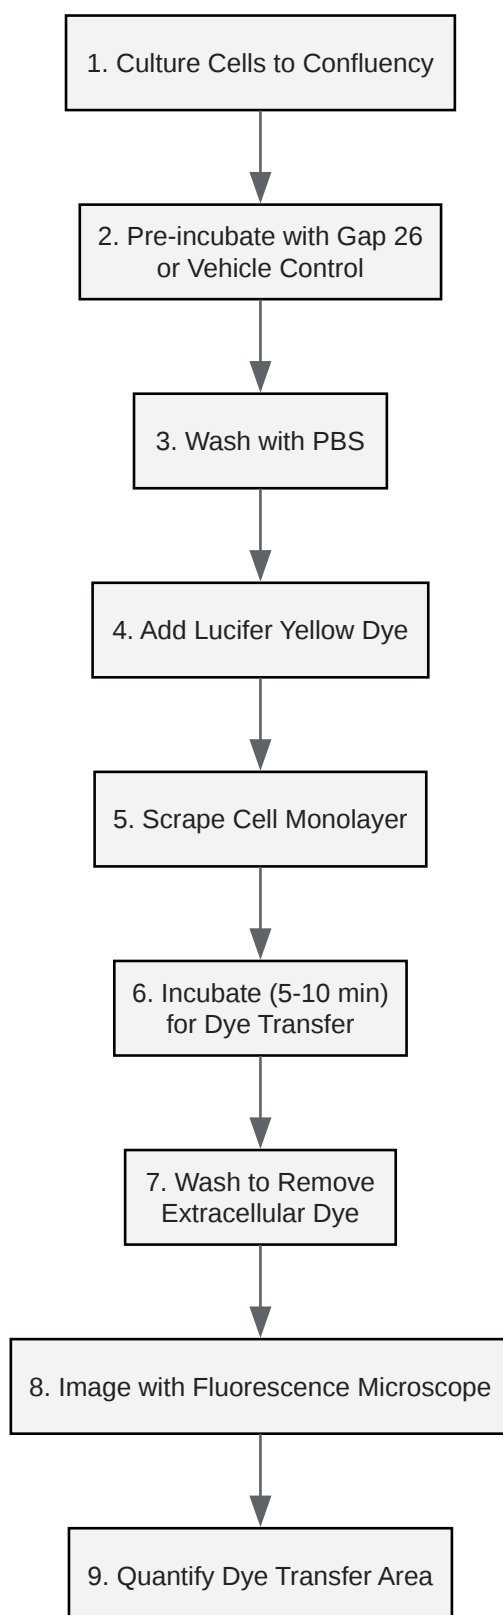 1. Culture Cells to Confluency
2. Pre-incubate with Gap 26
or Vehicle Control
3. Wash with PBS
4. Add Lucifer Yellow Dye
5. Scrape Cell Monolayer
6. Incubate (5-10 min)
for Dye Transfer
7. Wash to Remove
Extracellular Dye
8. Image with Fluorescence Microscope
9. Quantify Dye Transfer Area